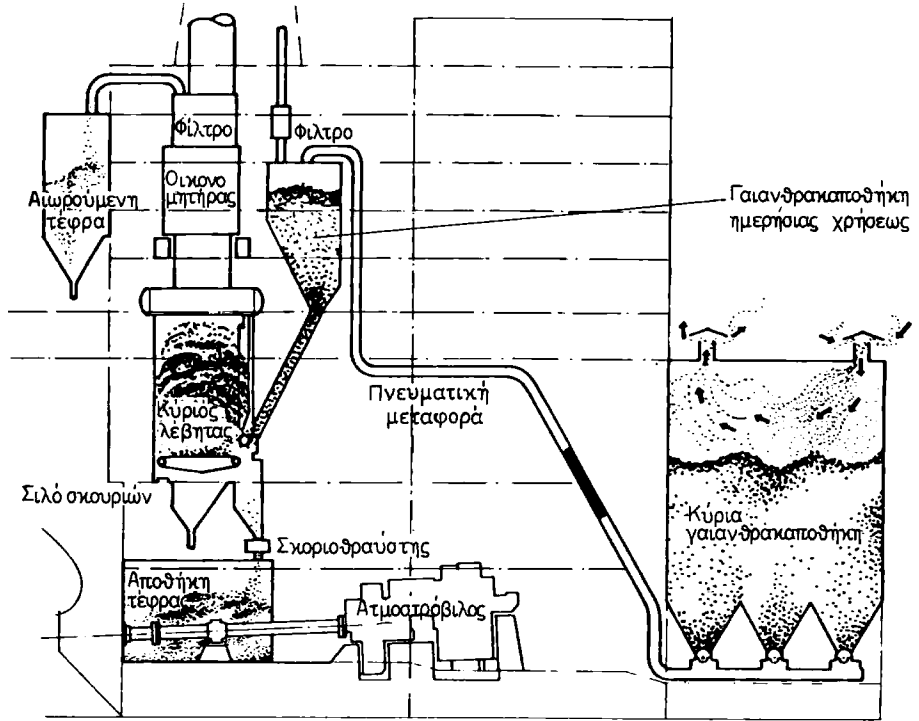 Φίλτρο
Φιλτρο
Οικονο
μητήρας
Αιωρούμενη
τέφρα
Γαιανθρακαποθήκη
ημερήσιας χρήσεως
Πνευματική
μεταφορά
Κύριος
λέβητας
Σιλό σκουριών
Κύρια
γαιανθρακαποθήκη
Σκοριοθραύστης
Αποθήκη
τέφρας
Ατμοστρόβιλος